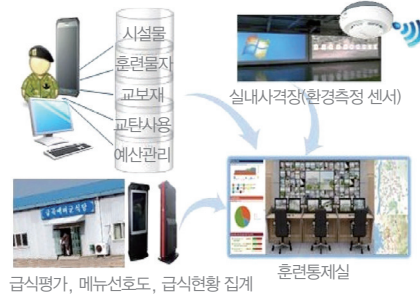 시설물
훈련물자
교보재
교탄사용
예산관리
실내사격장(환경측정 센서)
급식평가, 메뉴선호도, 급식현황 집계
훈련통제실